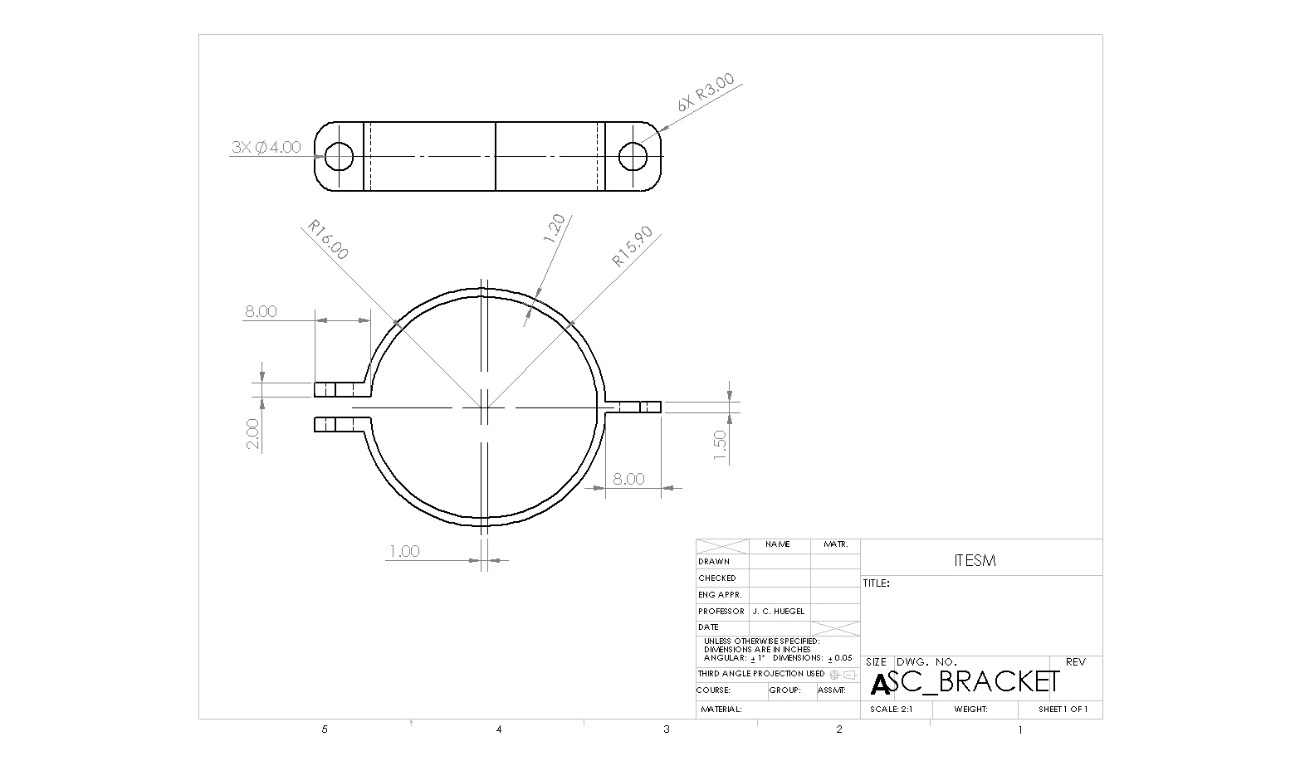 6X R3.00
3X Ø4.00
R16.00
1.20
R15.90
8.00
2.00
1.50
8.00
1.00
NAME MATR.
DRAWN
CHECKED
ENG APPR.
PROFESSOR J. C. HUEGEL
DATE
UNLESS OTHERWISE SPECIFIED:
DIMENSIONS ARE IN INCHES
ANGULAR: ± 1° DIMENSIONS: ± 0.05
THIRD ANGLE PROJECTION USED
COURSE: GROUP: ASSMT:
MATERIAL:
ITESM
TITLE:
SIZE DWG. NO. REV
A SC_BRACKET
SCALE: 2:1 WEIGHT: SHEET 1 OF 1
5 4 3 2 1